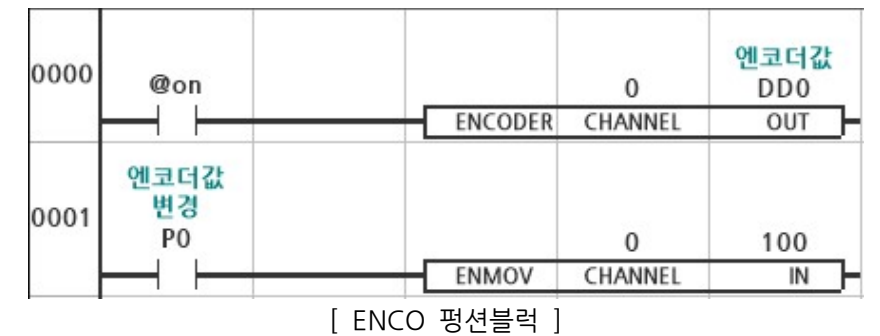 엔코더값
0000 @on 0 DD0
ENCODER CHANNEL OUT
엔코더값
변경
0001 P0 0 100
ENMOV CHANNEL IN
[ ENCO 펑션블럭 ]